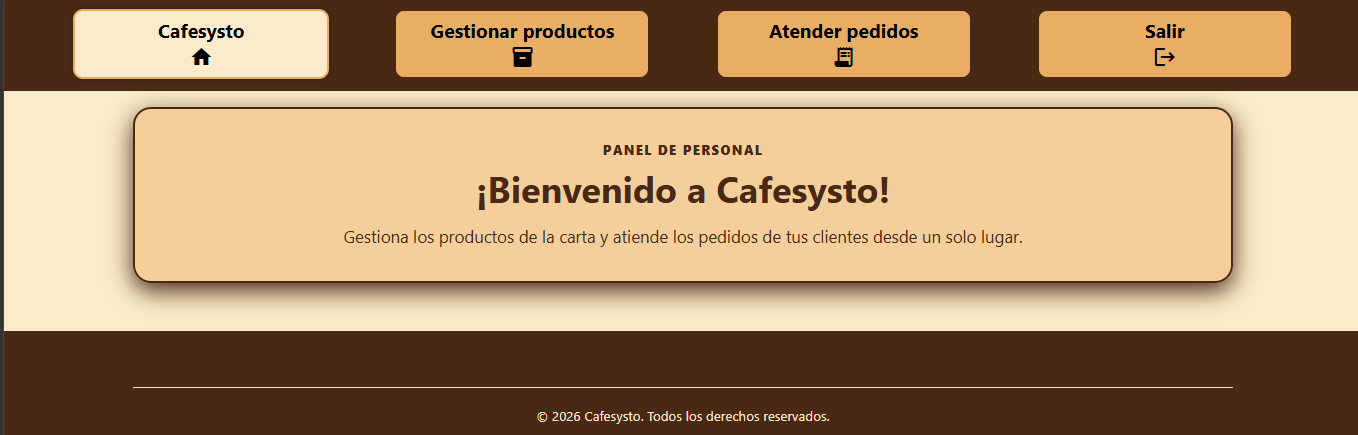 Cafesysto
Gestionar productos
Atender pedidos
Salir
PANEL DE PERSONAL
¡Bienvenido a Cafesysto!
Gestiona los productos de la carta y atiende los pedidos de tus clientes desde un solo lugar.
© 2026 Cafesysto. Todos los derechos reservados.